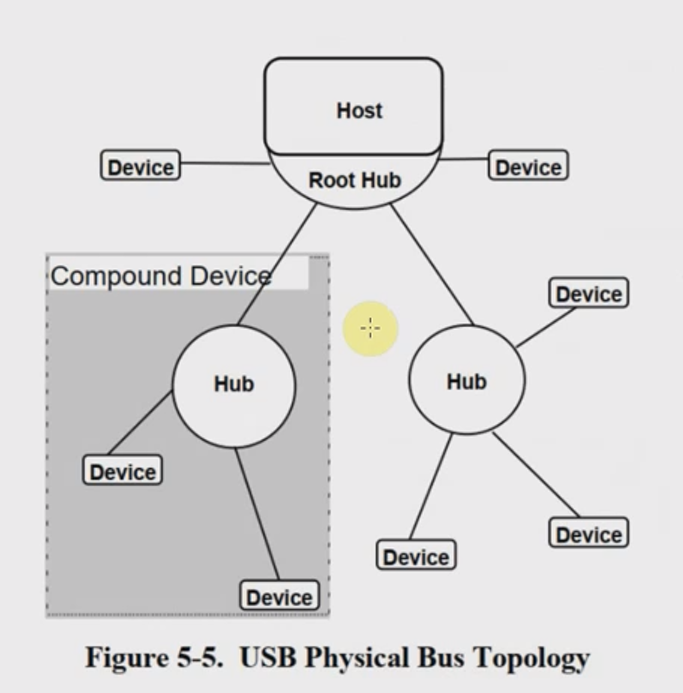 Host
Device
Root Hub
Device
Compound Device
Device
Hub
Hub
Device
Device
Device
Device
Figure 5-5. USB Physical Bus Topology